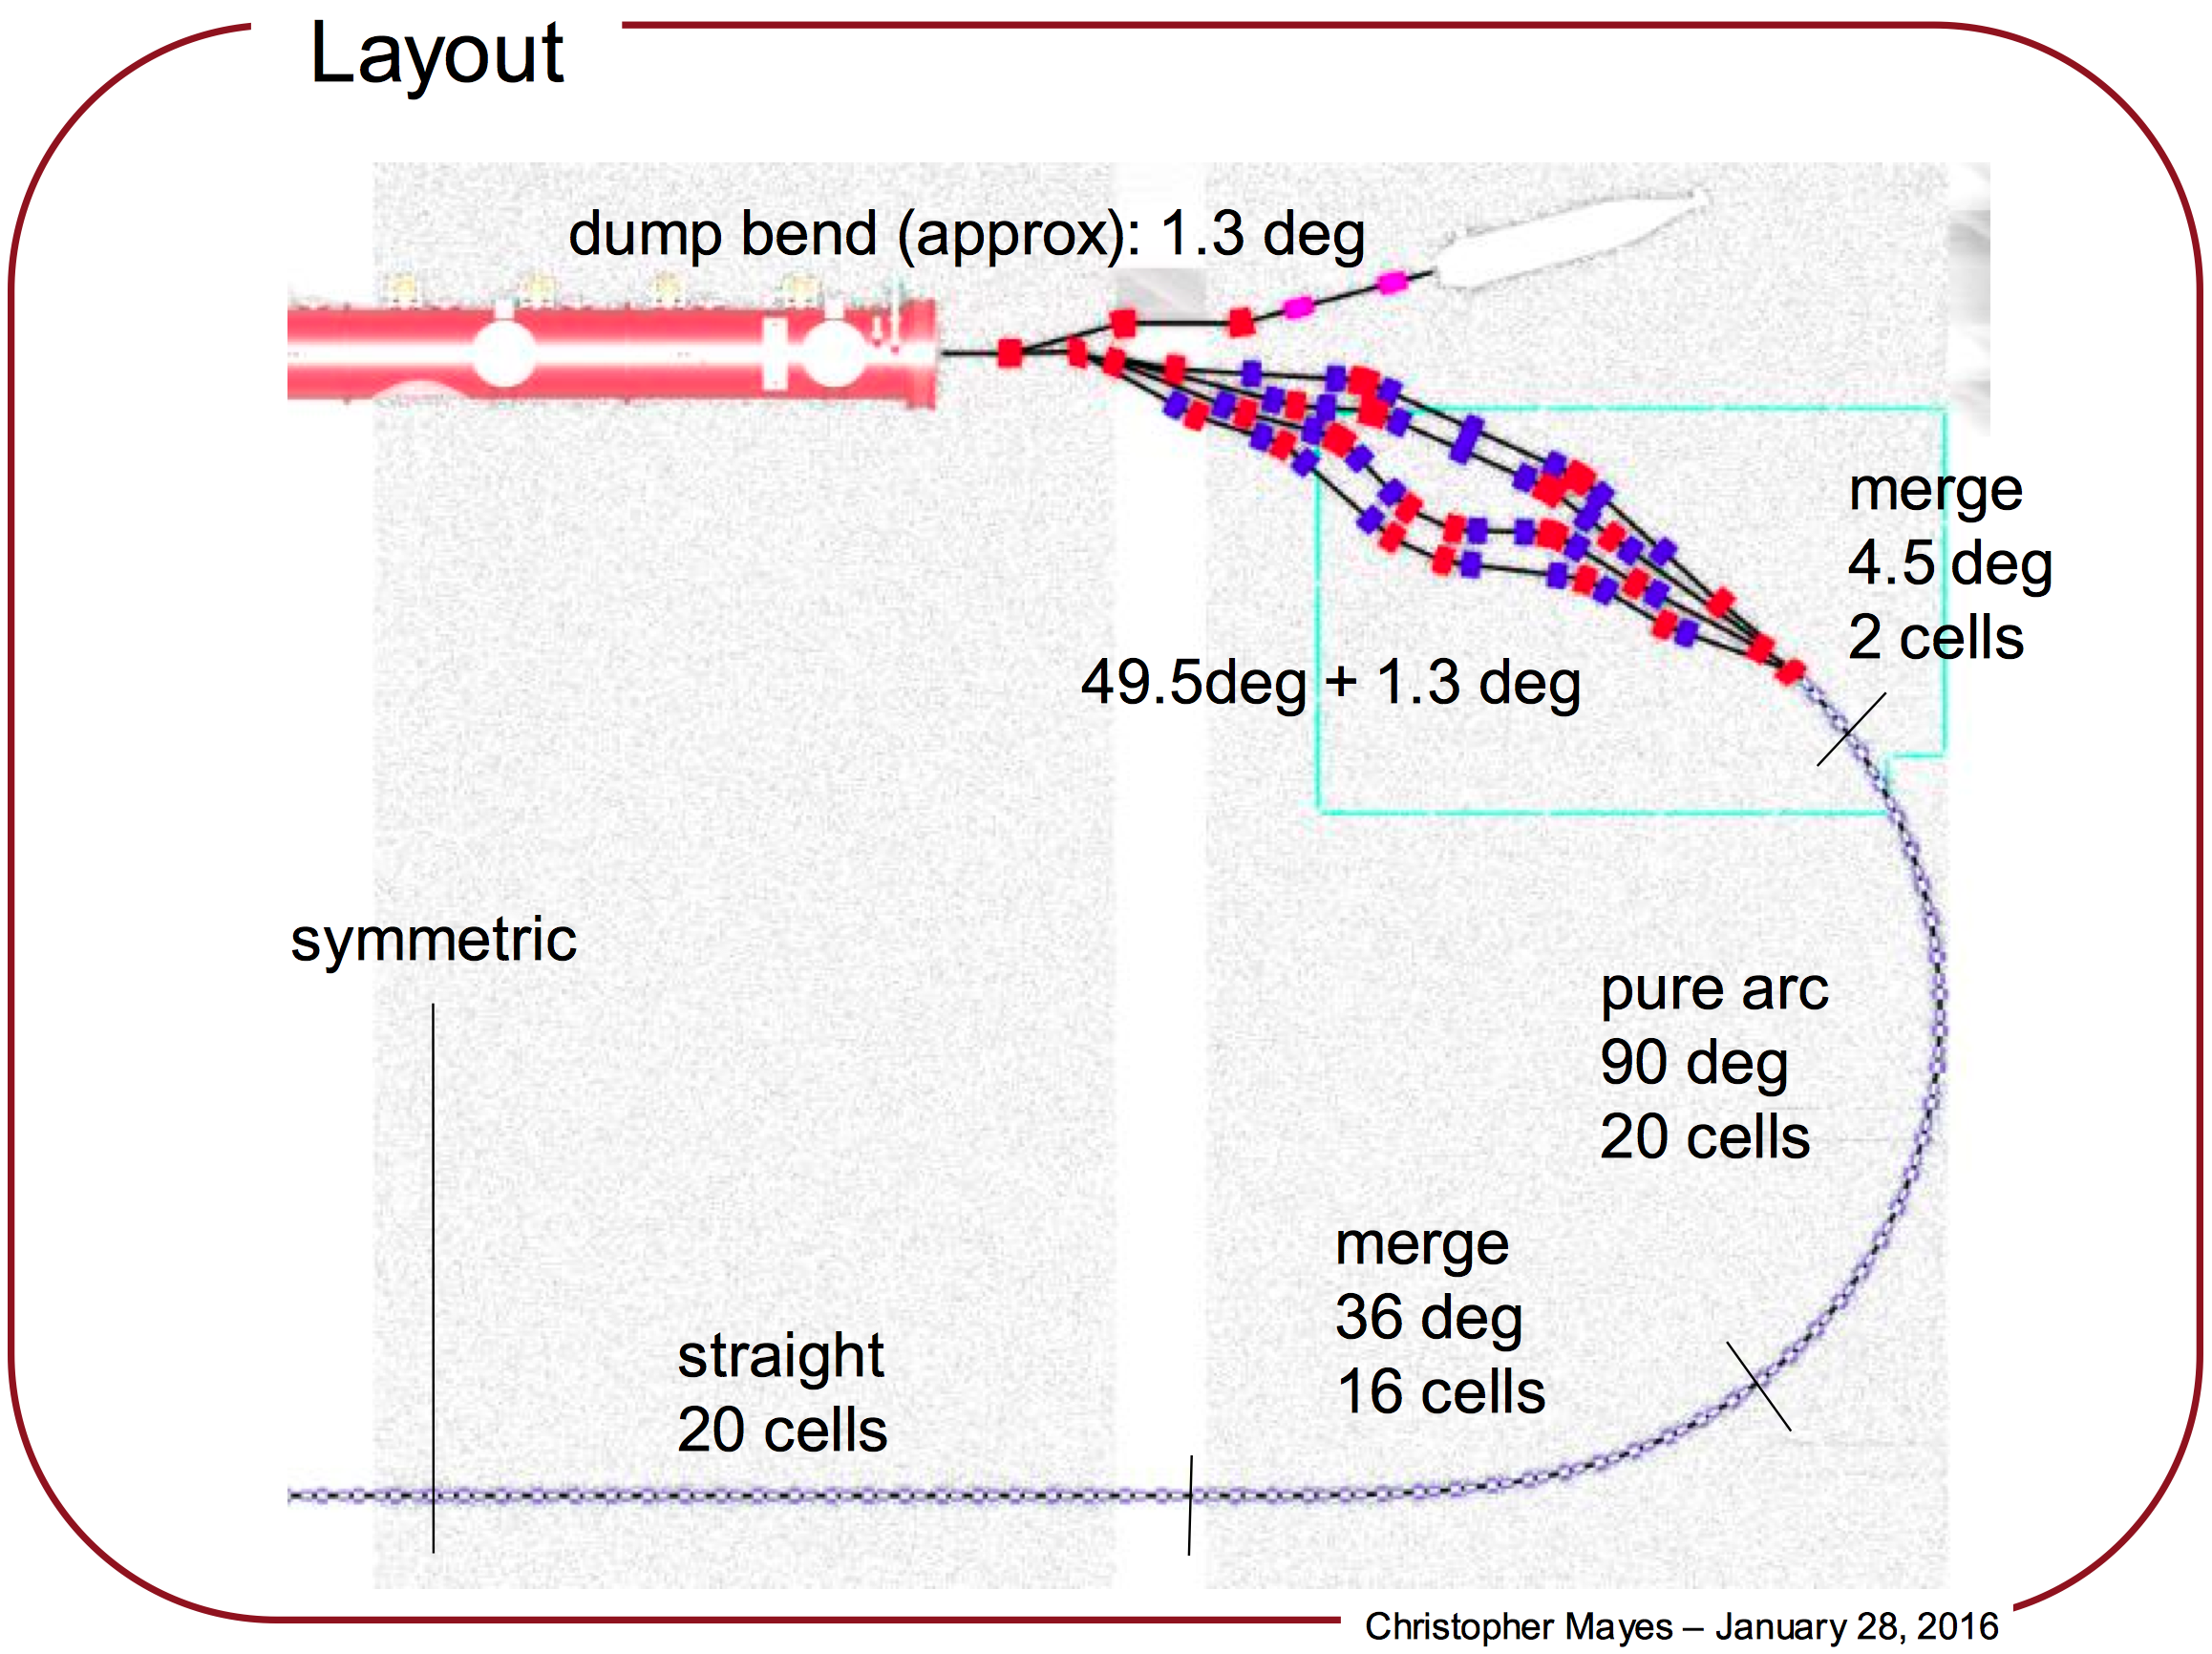 Layout
dump bend (approx): 1.3 deg
merge
4.5 deg
2 cells
49.5deg + 1.3 deg
symmetric
pure arc
90 deg
20 cells
merge
36 deg
16 cells
straight
20 cells
Christopher Mayes – January 28, 2016